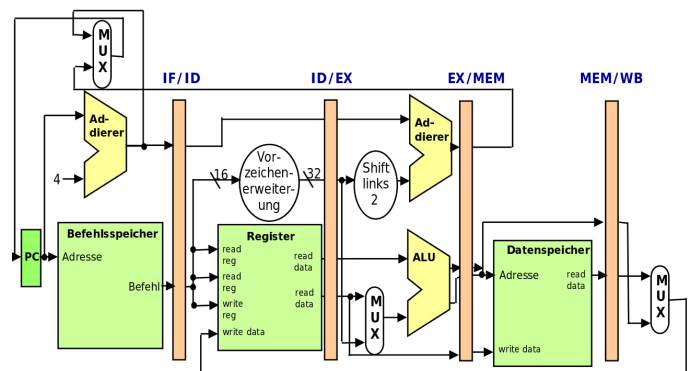 M
U
X
IF/ID
ID/EX
EX/MEM
MEM/WB
Ad-
dierer
4
16
Vor-
zeichen-
erweiter-
ung
32
Shift
links
2
Ad-
dierer
PC
Befehlsspeicher
Adresse
Befehl
Register
read
reg
read
reg
write
reg
write data
read
data
read
data
M
U
X
ALU
Datenspeicher
Adresse
read
data
write data
M
U
X